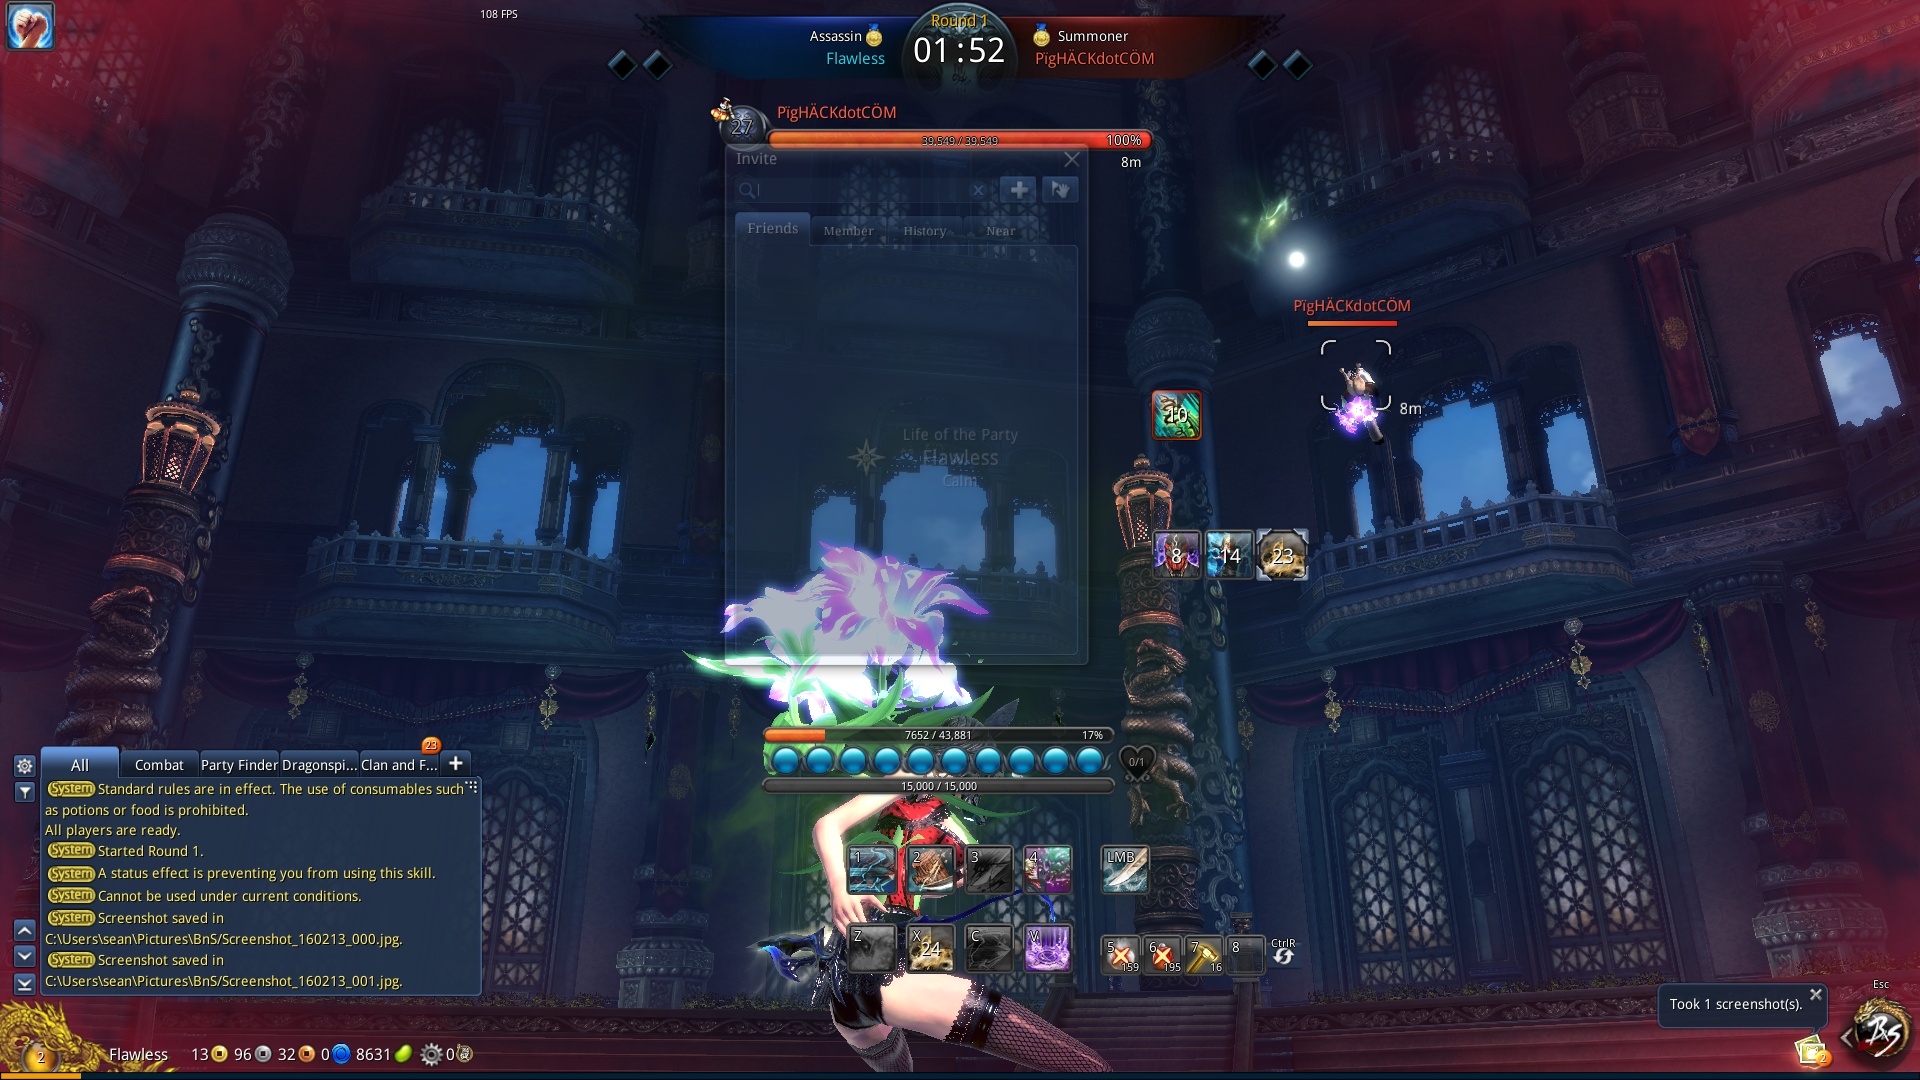 108 FPS
Round 1
01:52
Assassin
Flawless
Summoner
PïgHÄCKdotCÖM
27
PïgHÄCKdotCÖM
39,549 / 39,549
100%
8m
Invite
Friends
Member
History
Near
PïgHÄCKdotCÖM
8m
10
Life of the Party
Flawless
Calm
8
14
23
7652 / 43,881
17%
0/1
15,000 / 15,000
23
All
Combat
Party Finder
Dragonspi...
Clan and F...
System Standard rules are in effect. The use of consumables such
as potions or food is prohibited.
All players are ready.
System Started Round 1.
System A status effect is preventing you from using this skill.
System Cannot be used under current conditions.
System Screenshot saved in
C:\Users\sean\Pictures\BnS/Screenshot_160213_000.jpg.
System Screenshot saved in
C:\Users\sean\Pictures\BnS/Screenshot_160213_001.jpg.
1
2
3
4
LMB
Z
X
24
C
V
5
159
6
195
7
16
8
CtrlR
Esc
Took 1 screenshot(s).
BnS
2
2
Flawless
13
96
32
0
8631
0